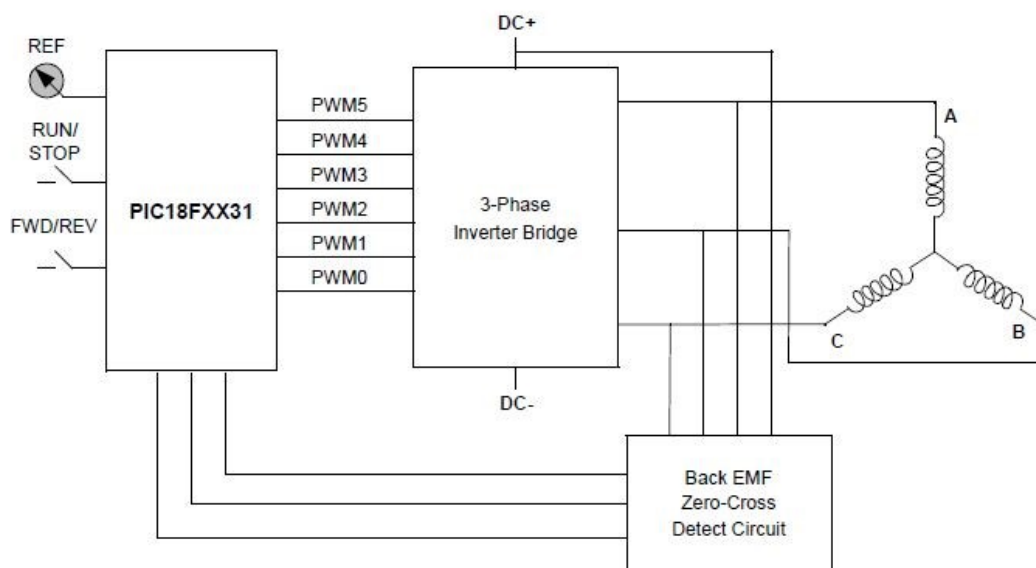 DC+
REF
RUN/
STOP
FWD/REV
PIC18FXX31
PWM5
PWM4
PWM3
PWM2
PWM1
PWM0
3-Phase
Inverter Bridge
DC-
A
C
B
Back EMF
Zero-Cross
Detect Circuit